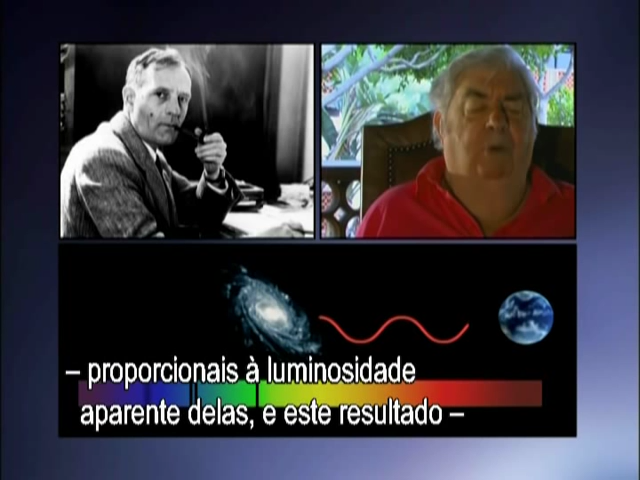 – proporcionais à luminosidade
aparente delas, e este resultado –